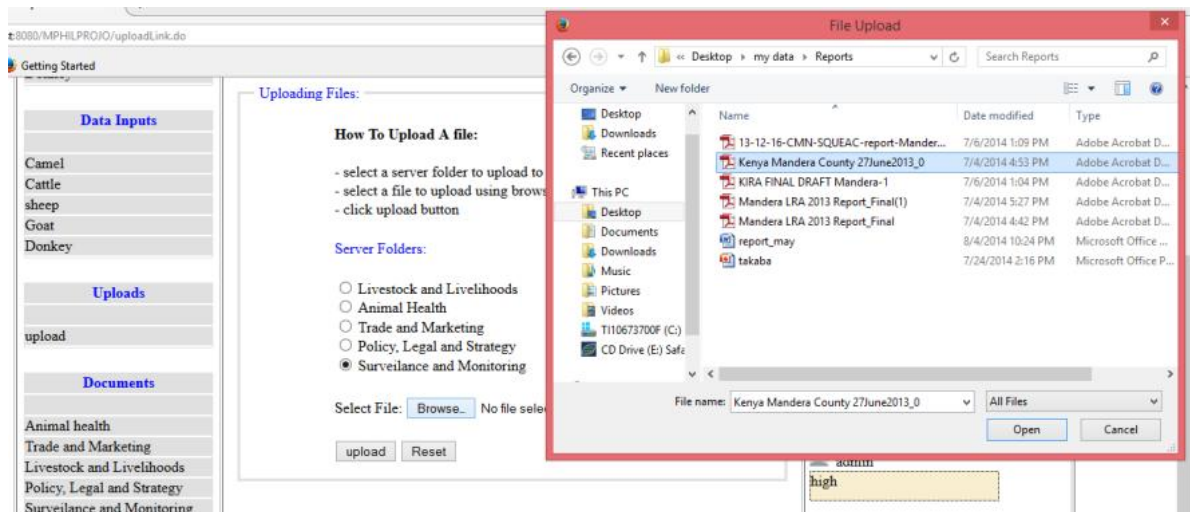 t:8080/MPHILPROJO/uploadLink.do
Getting Started
Data Inputs
Camel
Cattle
sheep
Goat
Donkey
Uploads
upload
Documents
Animal health
Trade and Marketing
Livestock and Livelihoods
Policy, Legal and Strategy
Surveilance and Monitoring
Uploading Files:
How To Upload A file:
- select a server folder to upload to
- select a file to upload using brows
- click upload button
Server Folders:
Livestock and Livelihoods
Animal Health
Trade and Marketing
Policy, Legal and Strategy
Surveilance and Monitoring
Select File: Browse_ No file selec
upload Reset
File Upload
« Desktop › my data › Reports Search Reports
Organize New folder
Desktop
Downloads
Recent places
This PC
Desktop
Documents
Downloads
Music
Pictures
Videos
TI10673700F (C:)
CD Drive (E:) Safa
Name Date modified Type
13-12-16-CMN-SQUEAC-report-Mander... 7/6/2014 1:09 PM Adobe Acrobat D...
Kenya Mandera County 27June2013_0 7/4/2014 4:53 PM Adobe Acrobat D...
KIRA FINAL DRAFT Mandera-1 7/6/2014 1:04 PM Adobe Acrobat D...
Mandera LRA 2013 Report_Final(1) 7/4/2014 5:27 PM Adobe Acrobat D...
Mandera LRA 2013 Report_Final 7/4/2014 4:42 PM Adobe Acrobat D...
report_may 8/4/2014 10:24 PM Microsoft Office ...
takaba 7/24/2014 2:16 PM Microsoft Office P...
File name: Kenya Mandera County 27June2013_0 All Files
Open Cancel
admin
high